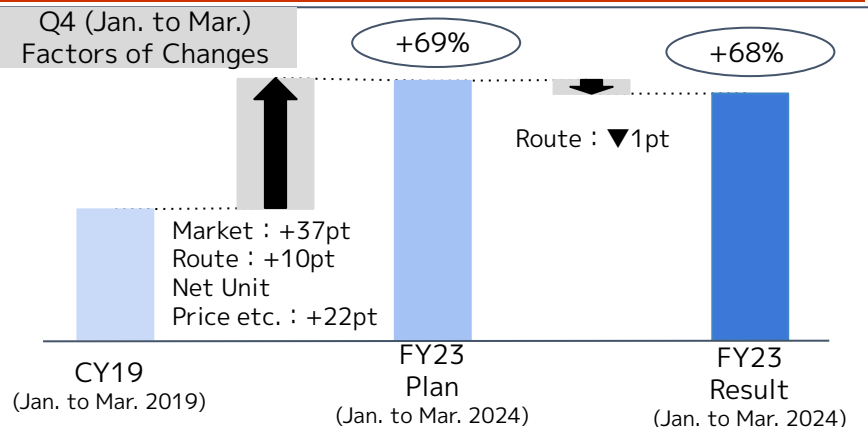 Q4 (Jan. to Mar.)
Factors of Changes
+69%
+68%
Route：▼1pt
Market：+37pt
Route：+10pt
Net Unit
Price etc.：+22pt
CY19
(Jan. to Mar. 2019)
FY23
Plan
(Jan. to Mar. 2024)
FY23
Result
(Jan. to Mar. 2024)